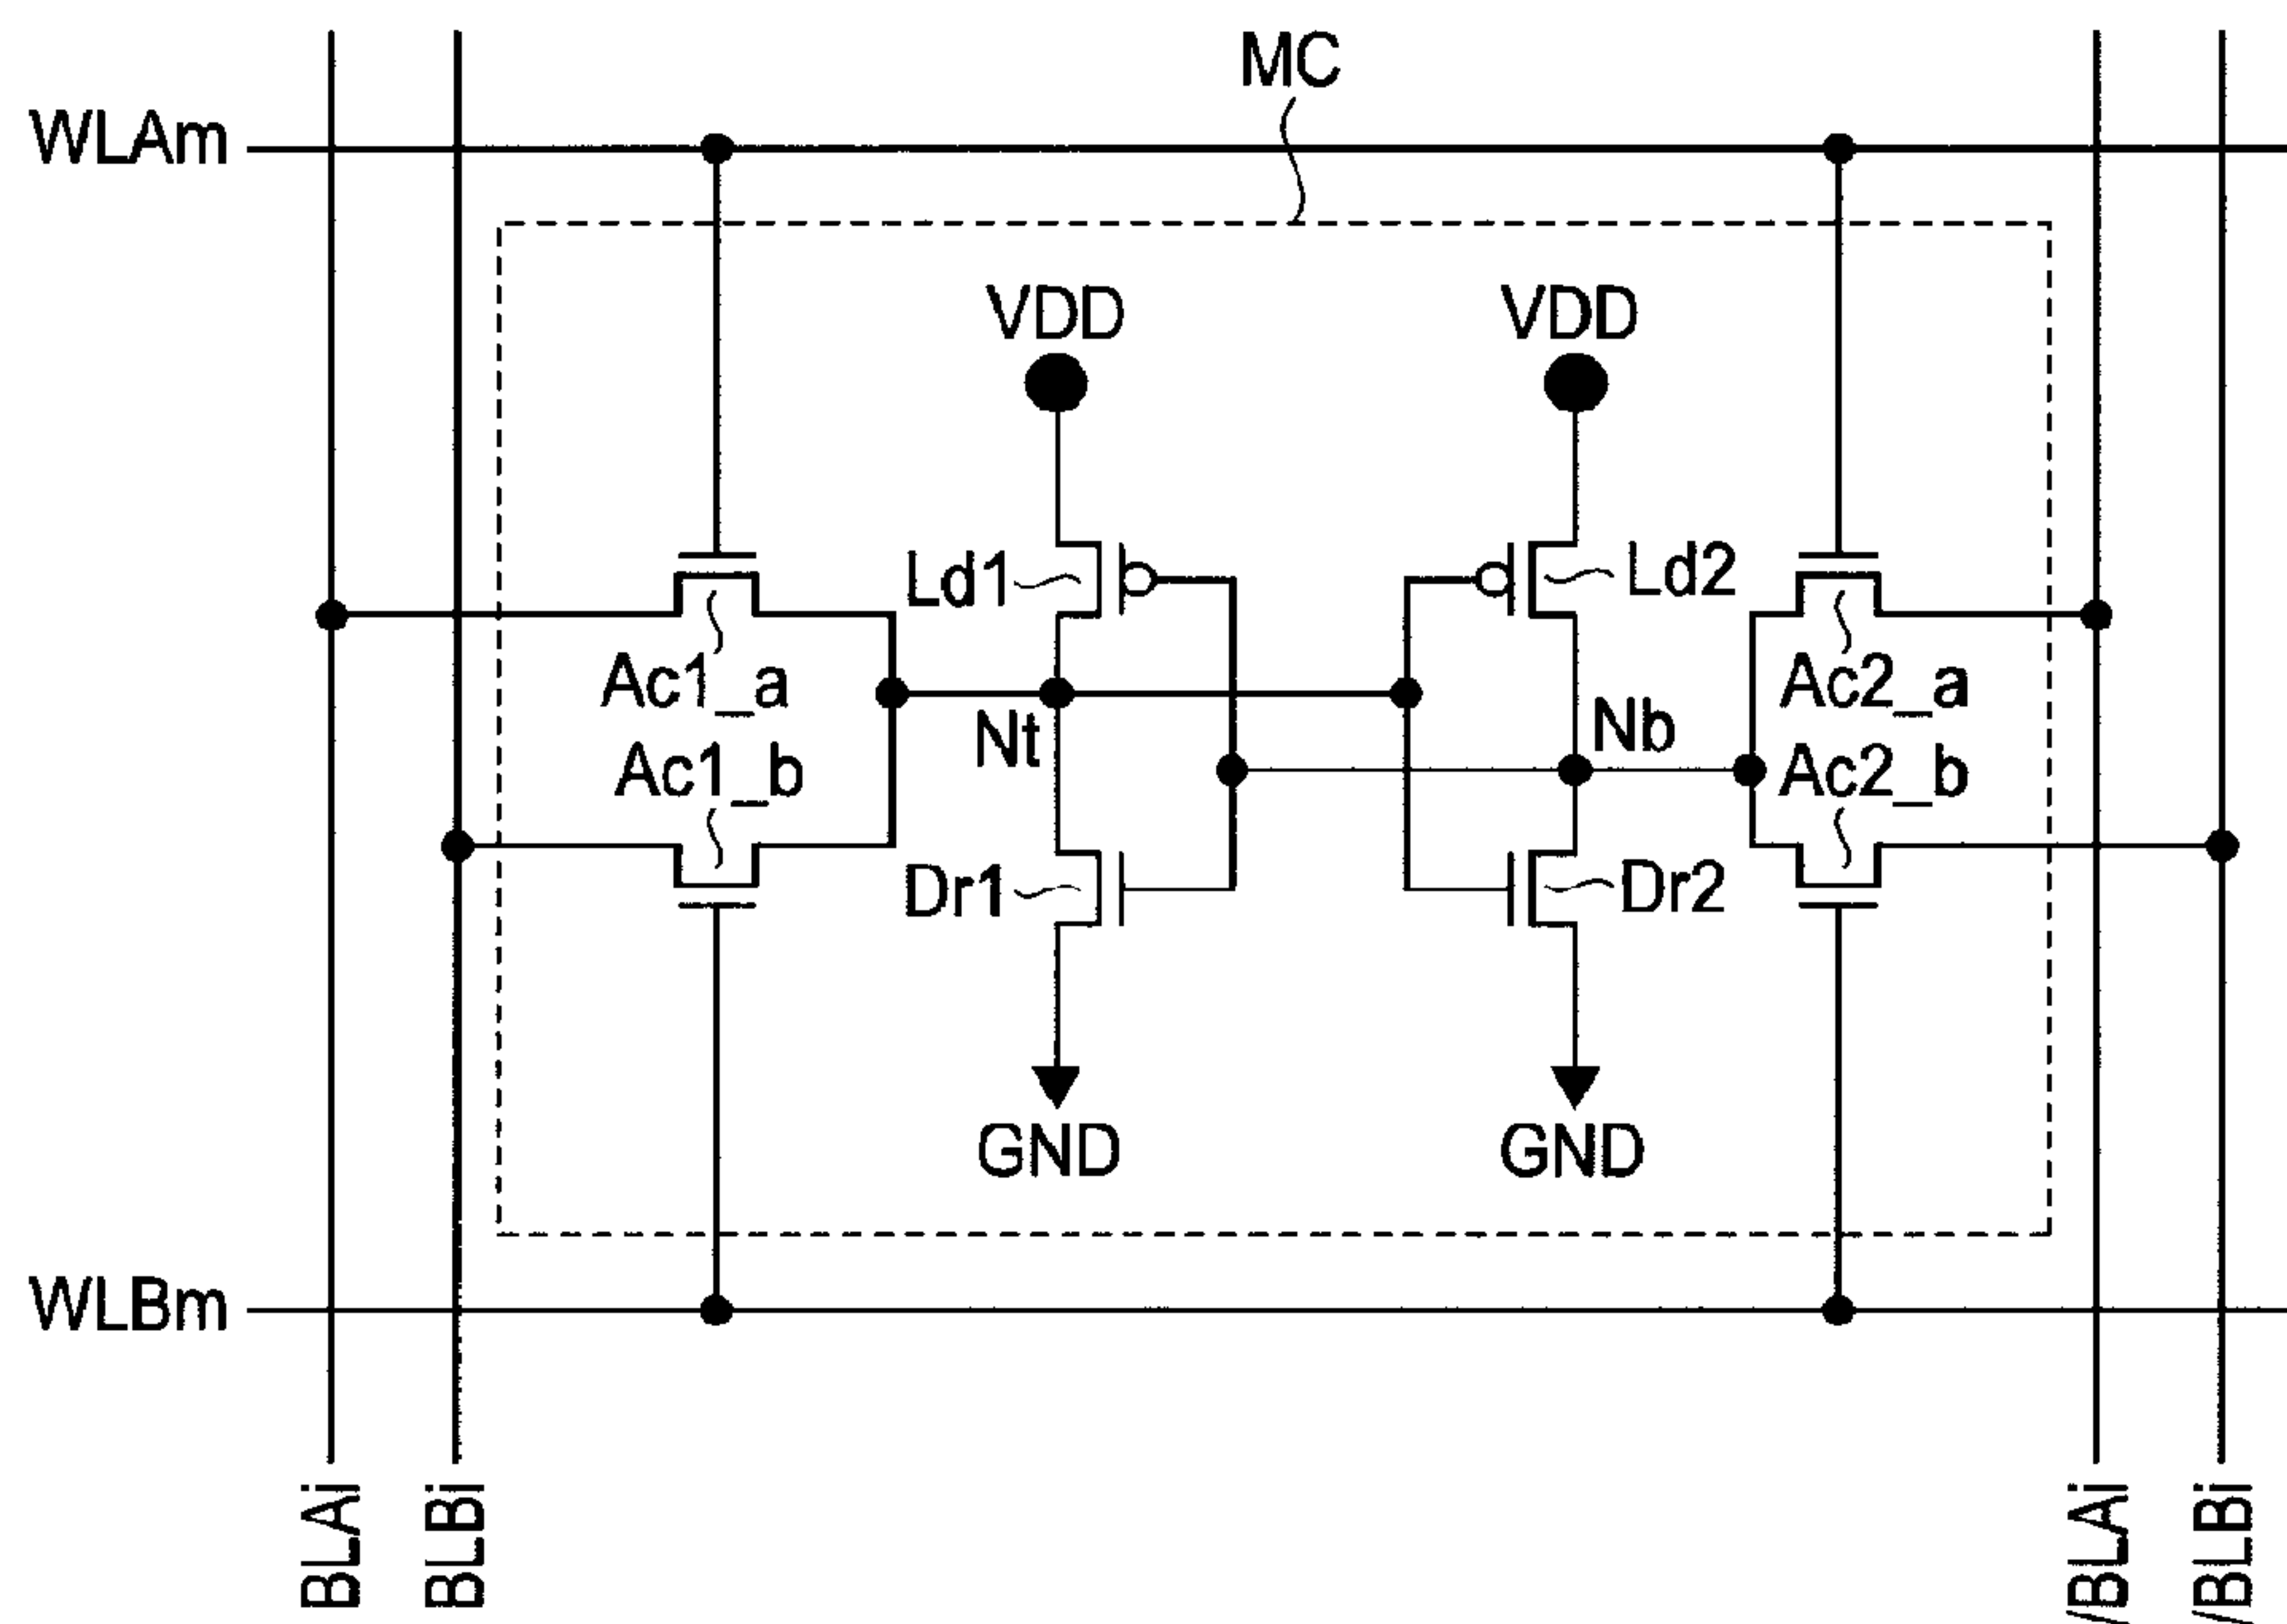 MC
WLAm
VDD
VDD
Ld1
Ld2
Ac1_a
Ac2_a
Nt
Nb
Ac1_b
Ac2_b
Dr1
Dr2
GND
GND
WLBm
BLAi
BLBi
/BLAi
/BLBi